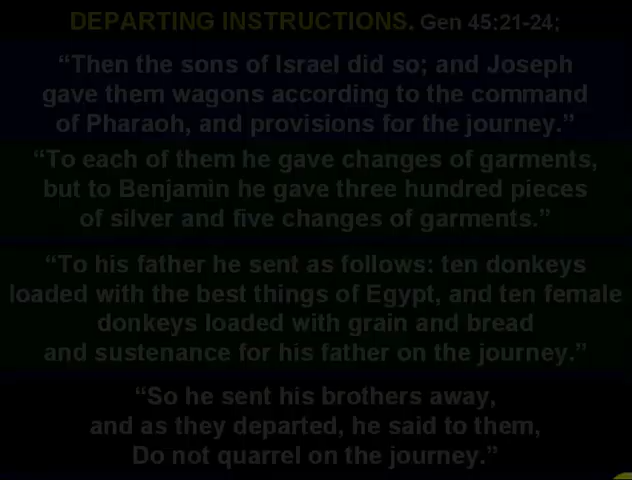 DEPARTING INSTRUCTIONS. Gen 45:21-24;
“Then the sons of Israel did so; and Joseph
gave them wagons according to the command
of Pharaoh, and provisions for the journey.”
“To each of them he gave changes of garments,
but to Benjamin he gave three hundred pieces
of silver and five changes of garments.”
“To his father he sent as follows: ten donkeys
loaded with the best things of Egypt, and ten female
donkeys loaded with grain and bread
and sustenance for his father on the journey.”
“So he sent his brothers away,
and as they departed, he said to them,
Do not quarrel on the journey.”